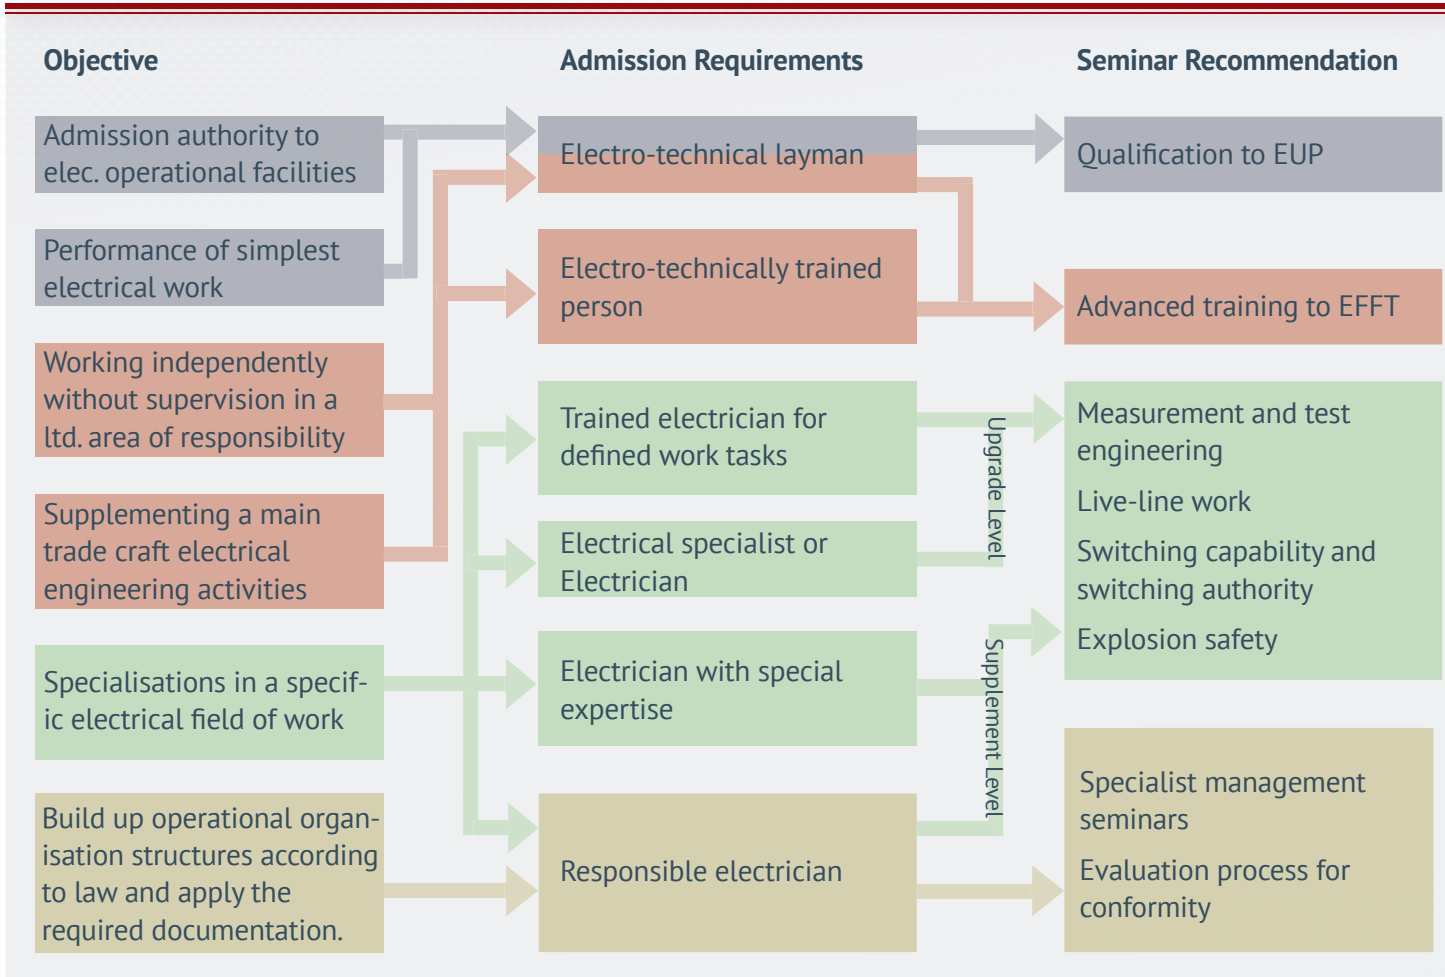 Objective
Admission Requirements
Seminar Recommendation
Admission authority to
elec. operational facilities
Performance of simplest
electrical work
Working independently
without supervision in a
ltd. area of responsibility
Supplementing a main
trade craft electrical
engineering activities
Specialisations in a specif-
ic electrical field of work
Build up operational organ-
isation structures according
to law and apply the
required documentation.
Electro-technical layman
Electro-technically trained
person
Trained electrician for
defined work tasks
Electrical specialist or
Electrician
Electrician with special
expertise
Responsible electrician
Upgrade Level
Supplement Level
Qualification to EUP
Advanced training to EFFT
Measurement and test
engineering
Live-line work
Switching capability and
switching authority
Explosion safety
Specialist management
seminars
Evaluation process for
conformity